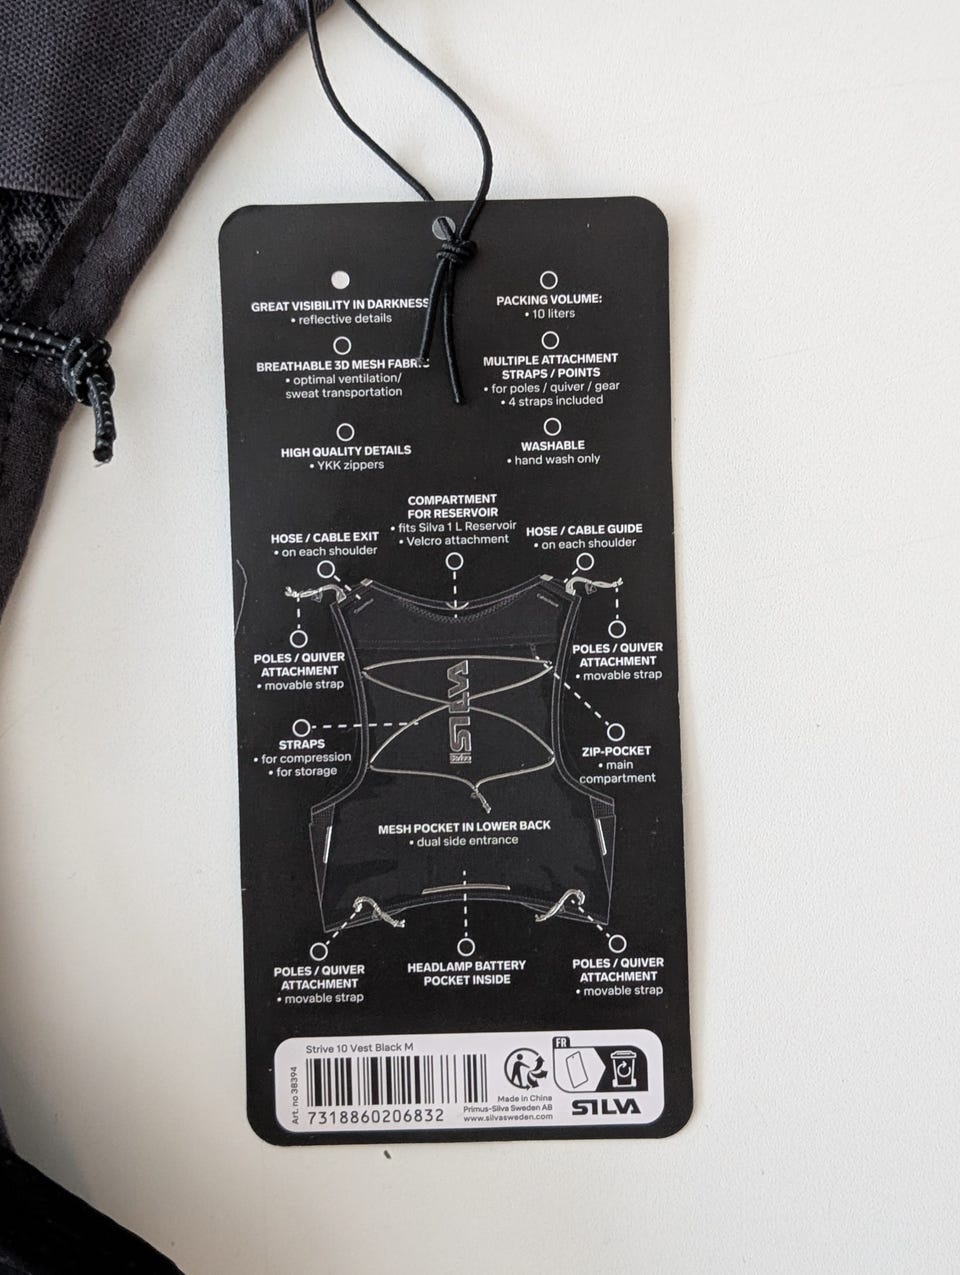 GREAT VISIBILITY IN DARKNESS
• reflective details
PACKING VOLUME:
• 10 liters
BREATHABLE 3D MESH FABRIC
• optimal ventilation/
sweat transportation
MULTIPLE ATTACHMENT
STRAPS / POINTS
• for poles / quiver / gear
• 4 straps included
HIGH QUALITY DETAILS
• YKK zippers
WASHABLE
• hand wash only
COMPARTMENT
FOR RESERVOIR
• fits Silva 1 L Reservoir
• Velcro attachment
HOSE / CABLE EXIT
• on each shoulder
HOSE / CABLE GUIDE
• on each shoulder
POLES / QUIVER
ATTACHMENT
• movable strap
POLES / QUIVER
ATTACHMENT
• movable strap
SILVA
Strive
STRAPS
• for compression
• for storage
ZIP-POCKET
• main
compartment
MESH POCKET IN LOWER BACK
• dual side entrance
POLES / QUIVER
ATTACHMENT
• movable strap
HEADLAMP BATTERY
POCKET INSIDE
POLES / QUIVER
ATTACHMENT
• movable strap
Art. no 38394
Strive 10 Vest Black M
7318860206832
Made in China
Primus-Silva Sweden AB
www.silvasweden.com
FR
SILVA